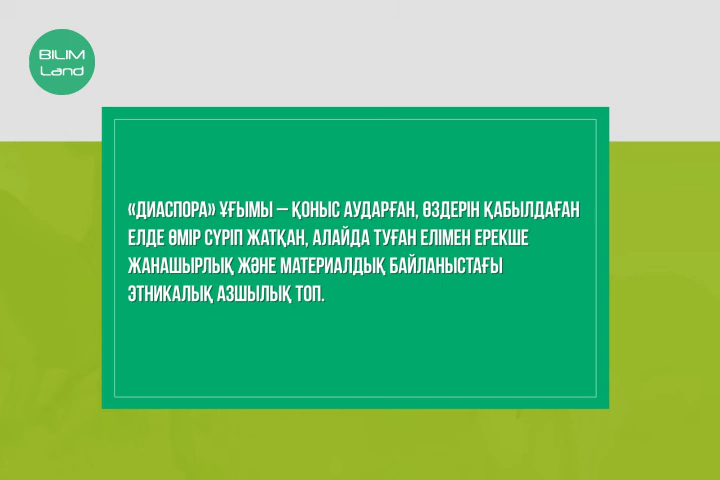 BILIM
Land
«ДИАСПОРА» ҰҒЫМЫ – ҚОНЫС АУДАРҒАН, ӨЗДЕРІН ҚАБЫЛДАҒАН
ЕЛДЕ ӨМІР СҮРІП ЖАТҚАН, АЛАЙДА ТУҒАН ЕЛІМЕН ЕРЕКШЕ
ЖАНАШЫРЛЫҚ ЖӘНЕ МАТЕРИАЛДЫҚ БАЙЛАНЫСТАҒЫ
ЭТНИКАЛЫҚ АЗШЫЛЫҚ ТОП.